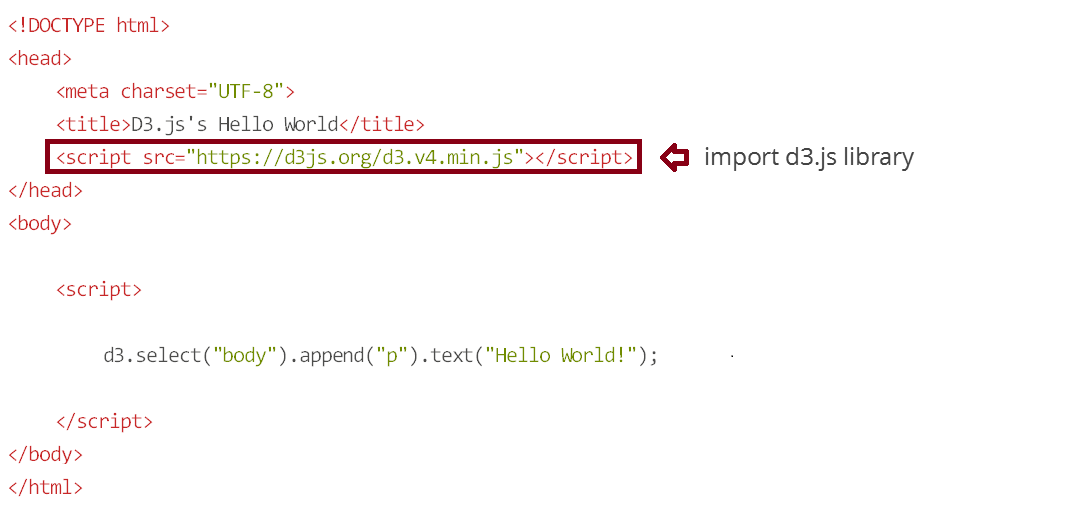 <!DOCTYPE html>
<head>
<meta charset="UTF-8">
<title>D3.js's Hello World</title>
<script src="https://d3js.org/d3.v4.min.js"></script> import d3.js library
</head>
<body>
<script>
d3.select("body").append("p").text("Hello World!");
</script>
</body>
</html>